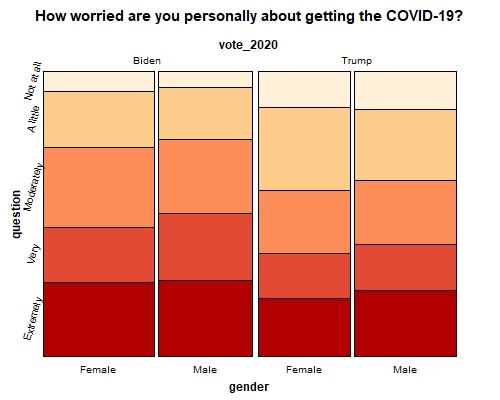 How worried are you personally about getting the COVID-19?
vote_2020
Biden Trump
Not at all
A little
Moderately
Very
Extremely
question
Female Male Female Male
gender